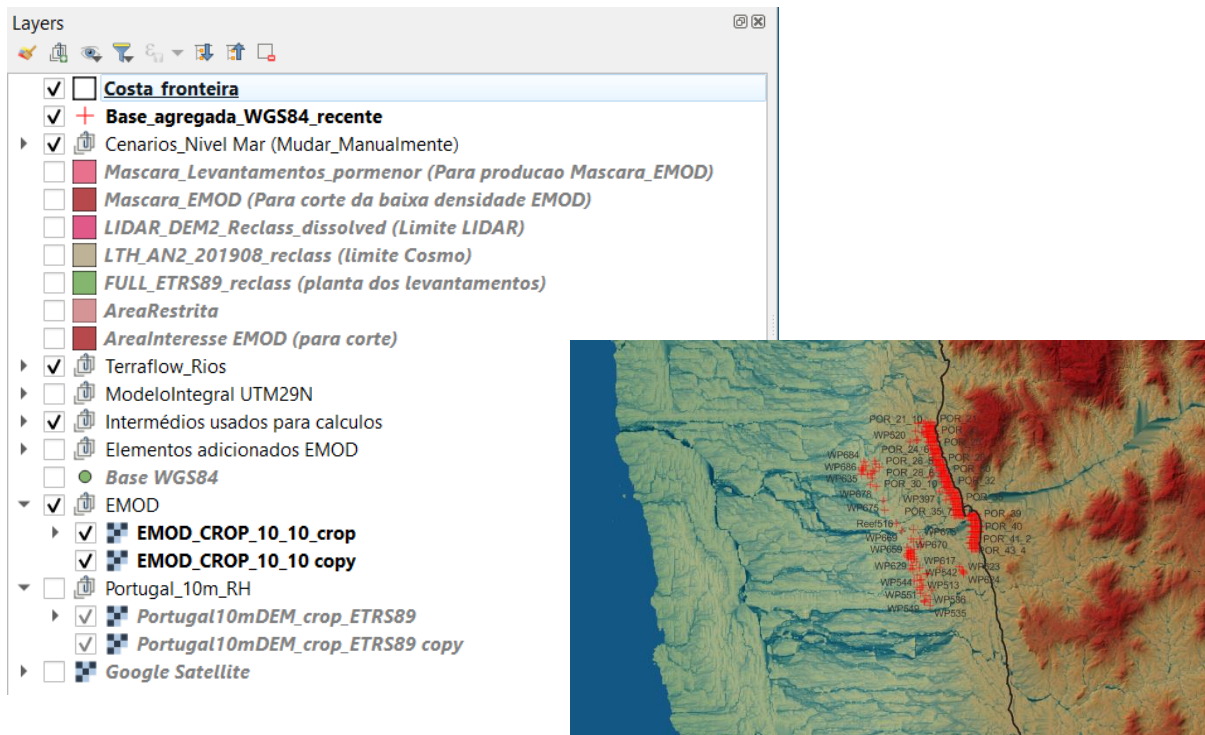 Layers
Costa_fronteira
Base_agregada_WGS84_recente
Cenarios_Nivel Mar (Mudar_Manualmente)
Mascara_Levantamentos_pormenor (Para producao Mascara_EMOD)
Mascara_EMOD (Para corte da baixa densidade EMOD)
LIDAR_DEM2_Reclass_dissolved (Limite LIDAR)
LTH_AN2_201908_reclass (limite Cosmo)
FULL_ETRS89_reclass (planta dos levantamentos)
AreaRestrita
AreaInteresse EMOD (para corte)
Terraflow_Rios
ModeloIntegral UTM29N
Intermédios usados para calculos
Elementos adicionados EMOD
Base WGS84
EMOD
EMOD_CROP_10_10_crop
EMOD_CROP_10_10 copy
Portugal_10m_RH
Portugal10mDEM_crop_ETRS89
Portugal10mDEM_crop_ETRS89 copy
Google Satellite
POR_21_10
WP520
POR_24_6
WP684
WP686
WP635
POR_28_6
POR_30_10
POR_32
WP678
WP397
WP675
POR_35_7
POR_39
Reef516
POR_40
WP669
WP670
POR_41_2
WP659
POR_43_4
WP617
WP629
WP542
WP623
WP544
WP513
WP624
WP551
WP536
WP549
WP535